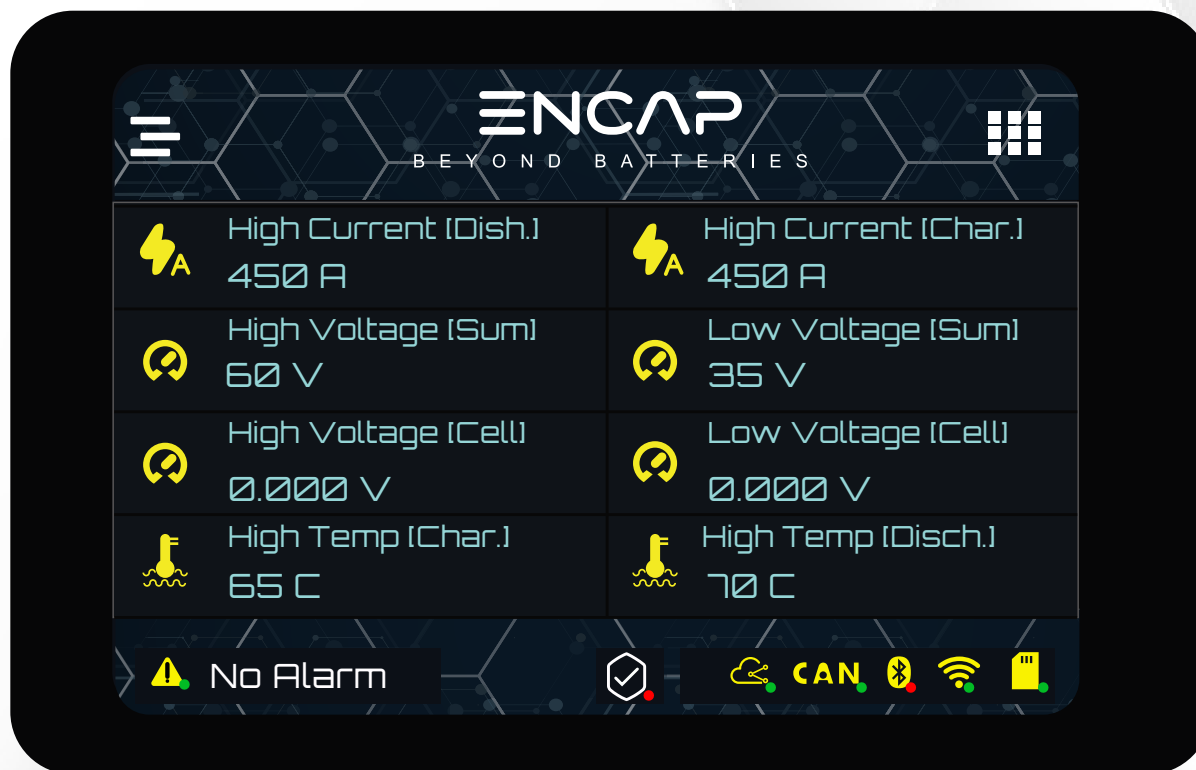 ENCAP
BEYOND BATTERIES
High Current [Dish.]
450 A
High Current [Char.]
450 A
A
A
High Voltage [Sum]
60 V
Low Voltage [Sum]
35 V
High Voltage [Cell]
0.000 V
Low Voltage [Cell]
0.000 V
High Temp [Char.]
65 C
High Temp [Disch.]
70 C
No Alarm
CAN